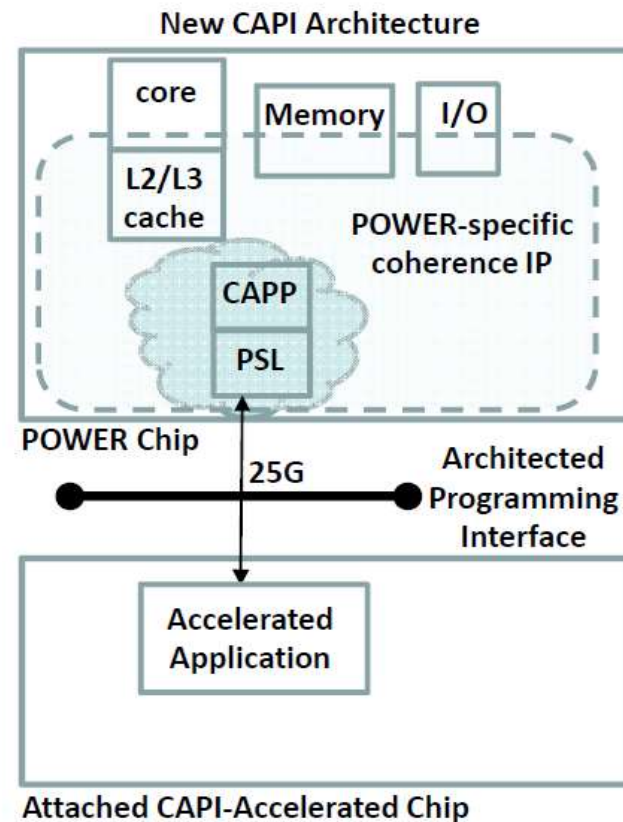 New CAPI Architecture
core
Memory
I/O
L2/L3
cache
POWER-specific
coherence IP
CAPP
PSL
POWER Chip
25G
Architected
Programming
Interface
Accelerated
Application
Attached CAPI-Accelerated Chip